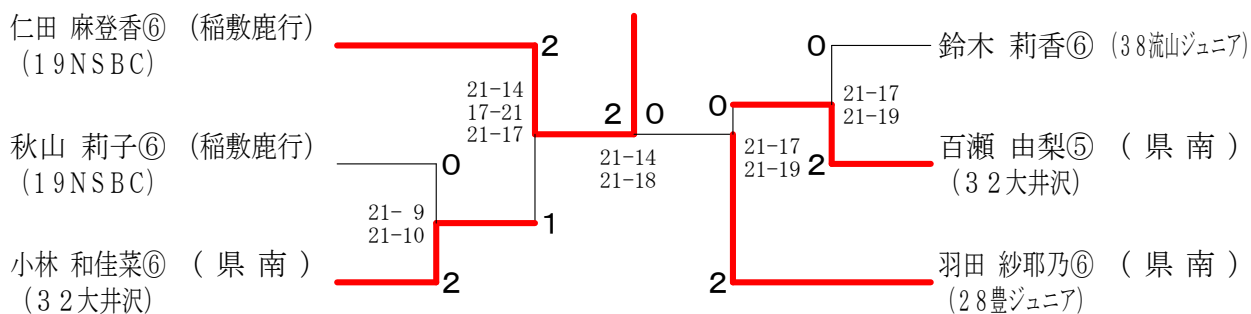 仁田 麻登香⑥ (稲敷鹿行)
(19NSBC)
秋山 莉子⑥ (稲敷鹿行)
(19NSBC)
小林 和佳菜⑥ ( 県 南 )
(３２大井沢)
2
21-14
17-21
21-17
0
21- 9
21-10
1
2
2
0
21-14
21-18
0
21-17
21-19
2
0
21-17
21-19
2
鈴木 莉香⑥ (38流山ジュニア)
百瀬 由梨⑤ ( 県 南 )
(３２大井沢)
羽田 紗耶乃⑥ ( 県 南 )
(28豊ジュニア)